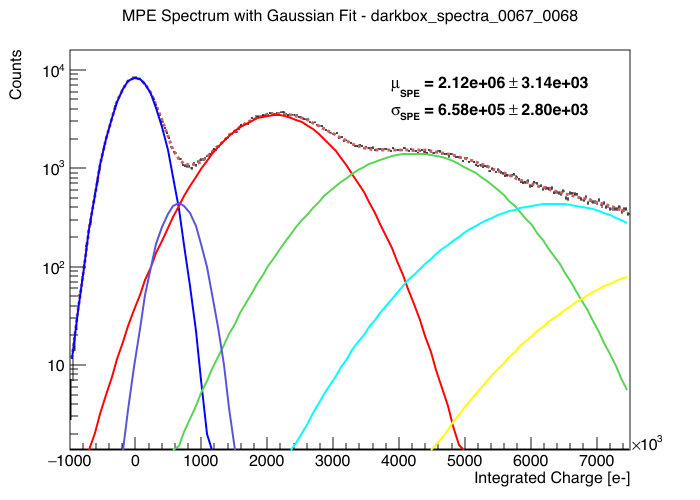 MPE Spectrum with Gaussian Fit - darkbox_spectra_0067_0068
Counts
μSPE = 2.12e+06 ± 3.14e+03
σSPE = 6.58e+05 ± 2.80e+03
10⁴
10³
10²
10
−1000 0 1000 2000 3000 4000 5000 6000 7000 ×10³
Integrated Charge [e-]